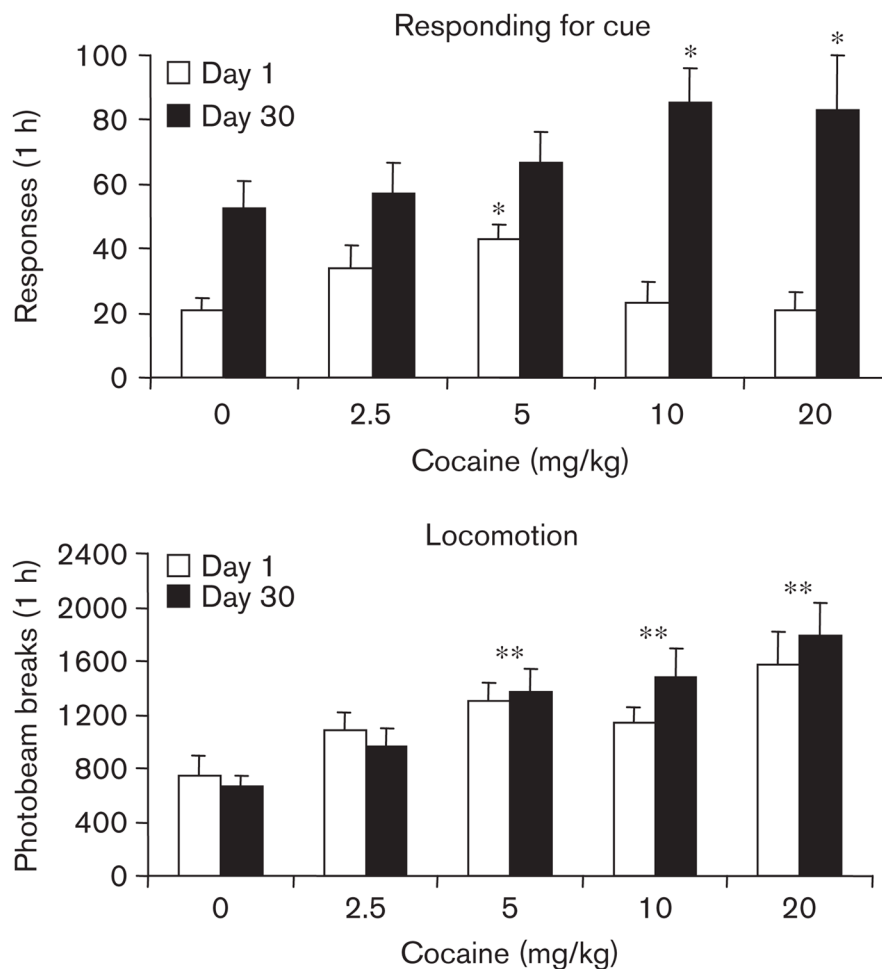 Responding for cue
Responses (1 h)
100
80
60
40
20
0
Day 1
Day 30
*
*
*
0 2.5 5 10 20
Cocaine (mg/kg)
Locomotion
Photobeam breaks (1 h)
2400
2000
1600
1200
800
400
0
Day 1
Day 30
**
**
**
0 2.5 5 10 20
Cocaine (mg/kg)